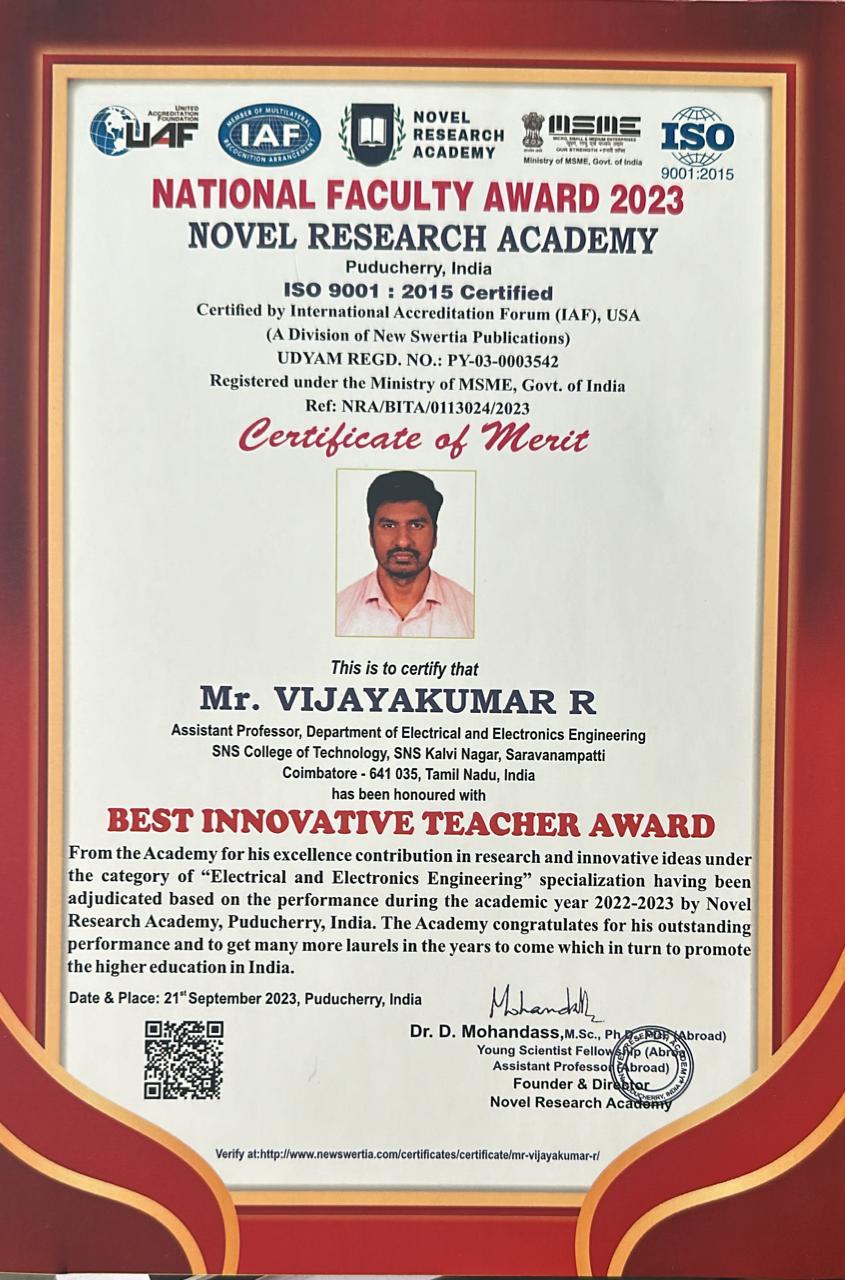 UNITED
ACCREDITATION
FOUNDATION
UAF
MEMBER OF MULTILATERAL
IAF
RECOGNITION ARRANGEMENT
NOVEL
RESEARCH
ACADEMY
MSME
MICRO, SMALL & MEDIUM ENTERPRISES
OUR STRENGTH
Ministry of MSME, Govt. of India
ISO
9001:2015
NATIONAL FACULTY AWARD 2023
NOVEL RESEARCH ACADEMY
Puducherry, India
ISO 9001 : 2015 Certified
Certified by International Accreditation Forum (IAF), USA
(A Division of New Swertia Publications)
UDYAM REGD. NO.: PY-03-0003542
Registered under the Ministry of MSME, Govt. of India
Ref: NRA/BITA/0113024/2023
Certificate of Merit
This is to certify that
Mr. VIJAYAKUMAR R
Assistant Professor, Department of Electrical and Electronics Engineering
SNS College of Technology, SNS Kalvi Nagar, Saravanampatti
Coimbatore - 641 035, Tamil Nadu, India
has been honoured with
BEST INNOVATIVE TEACHER AWARD
From the Academy for his excellence contribution in research and innovative ideas under
the category of “Electrical and Electronics Engineering” specialization having been
adjudicated based on the performance during the academic year 2022-2023 by Novel
Research Academy, Puducherry, India. The Academy congratulates for his outstanding
performance and to get many more laurels in the years to come which in turn to promote
the higher education in India.
Date & Place: 21st September 2023, Puducherry, India
Mohandass
Dr. D. Mohandass, M.Sc., Ph.D., PDF (Abroad)
Young Scientist Fellowship (Abroad)
Assistant Professor (Abroad)
Founder & Director
Novel Research Academy
NOVEL RESEARCH ACADEMY
PUDUCHERRY, INDIA
Verify at:http://www.newswertia.com/certificates/certificate/mr-vijayakumar-r/